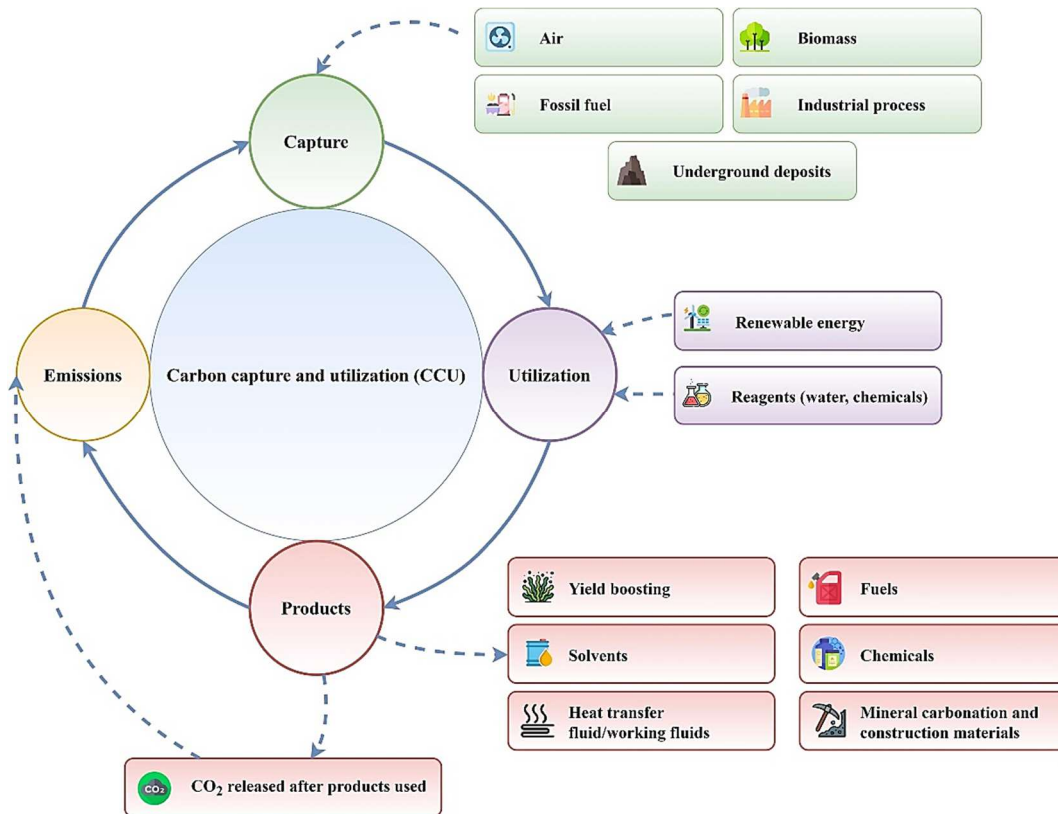 Air
Biomass
Fossil fuel
Industrial process
Underground deposits
Capture
Renewable energy
Emissions
Carbon capture and utilization (CCU)
Utilization
Reagents (water, chemicals)
Products
Yield boosting
Fuels
Solvents
Chemicals
Heat transfer
fluid/working fluids
Mineral carbonation and
construction materials
CO₂
CO₂ released after products used